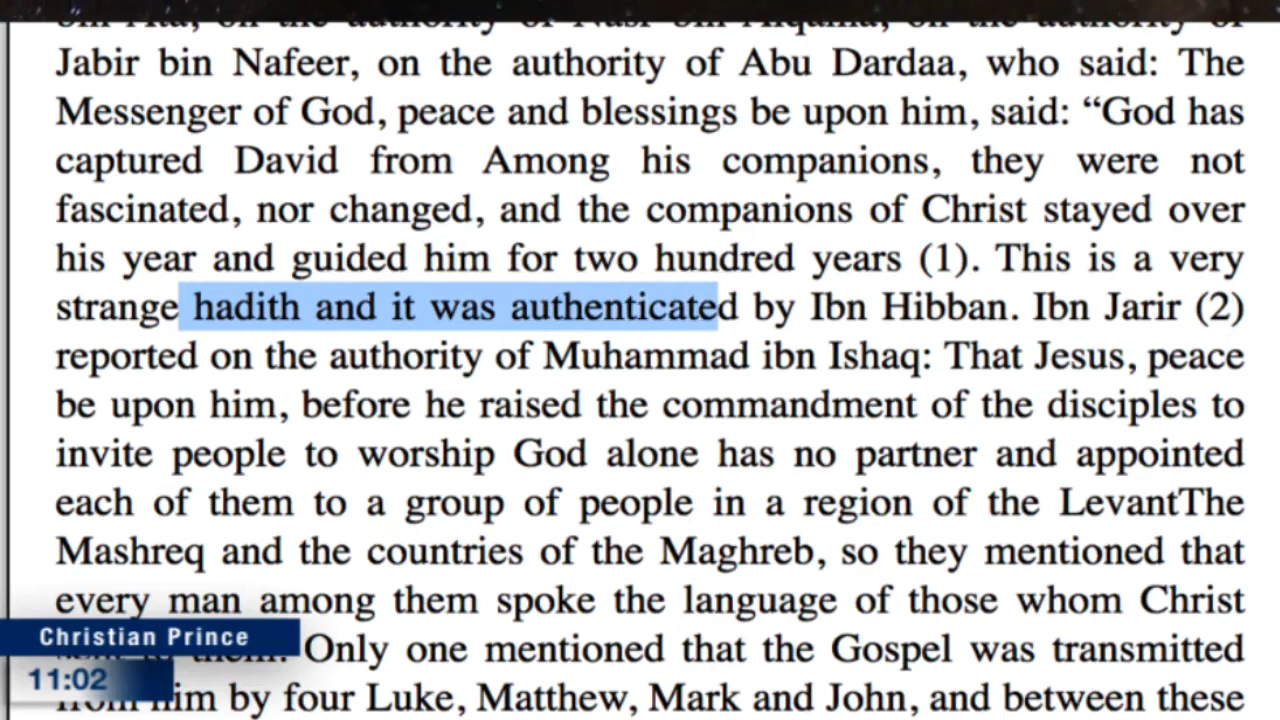 Jabir bin Nafeer, on the authority of Abu Dardaa, who said: The
Messenger of God, peace and blessings be upon him, said: “God has
captured David from Among his companions, they were not
fascinated, nor changed, and the companions of Christ stayed over
his year and guided him for two hundred years (1). This is a very
strange hadith and it was authenticated by Ibn Hibban. Ibn Jarir (2)
reported on the authority of Muhammad ibn Ishaq: That Jesus, peace
be upon him, before he raised the commandment of the disciples to
invite people to worship God alone has no partner and appointed
each of them to a group of people in a region of the LevantThe
Mashreq and the countries of the Maghreb, so they mentioned that
every man among them spoke the language of those whom Christ
Christian Prince
them. Only one mentioned that the Gospel was transmitted
11:02
him by four Luke, Matthew, Mark and John, and between these